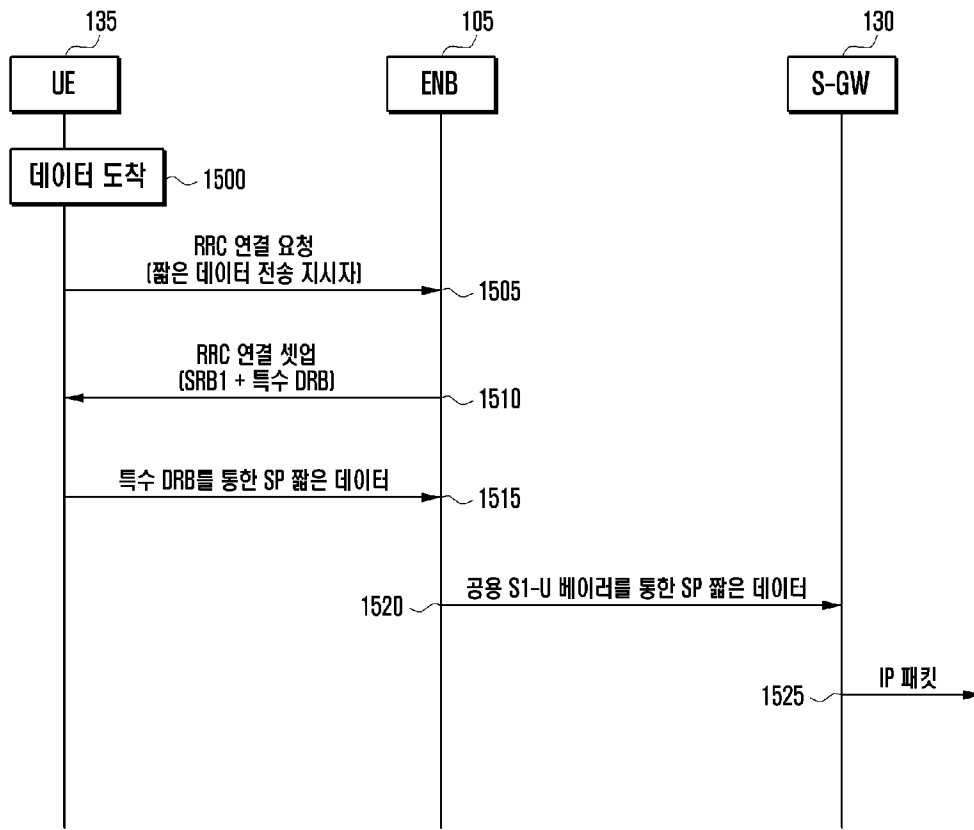 135
105
130
UE
ENB
S-GW
데이터 도착
1500
RRC 연결 요청
(짧은 데이터 전송 지시자)
1505
RRC 연결 셋업
(SRB1 + 특수 DRB)
1510
특수 DRB를 통한 SP 짧은 데이터
1515
공용 S1-U 베이러를 통한 SP 짧은 데이터
1520
IP 패킷
1525